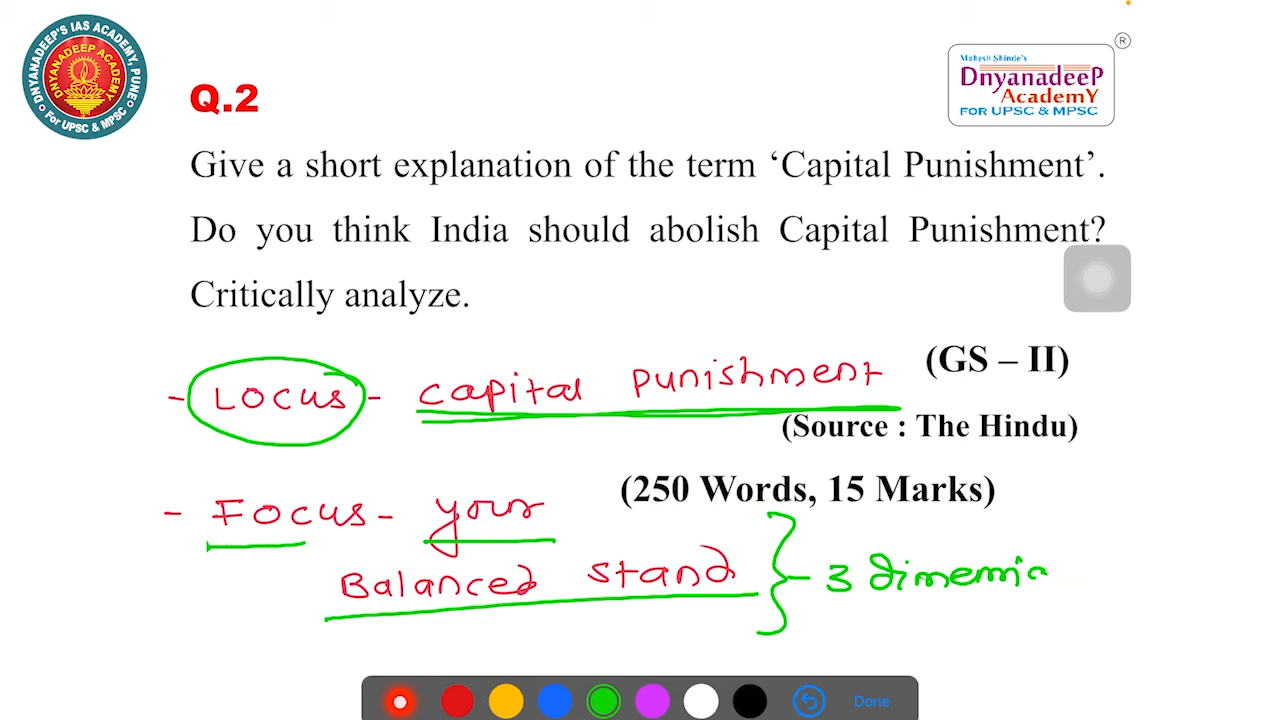 DNYANADEEP'S IAS ACADEMY, PUNE
DNYANADEEP ACADEMY
For UPSC & MPSC
®
Mahesh Shinde's
DnyanadeeP
AcademY
FOR UPSC & MPSC
Q.2
Give a short explanation of the term ‘Capital Punishment’.
Do you think India should abolish Capital Punishment?
Critically analyze.
(GS – II)
- Locus - capital punishment
(Source : The Hindu)
(250 Words, 15 Marks)
- Focus - your
Balanced stand } - 3
Done